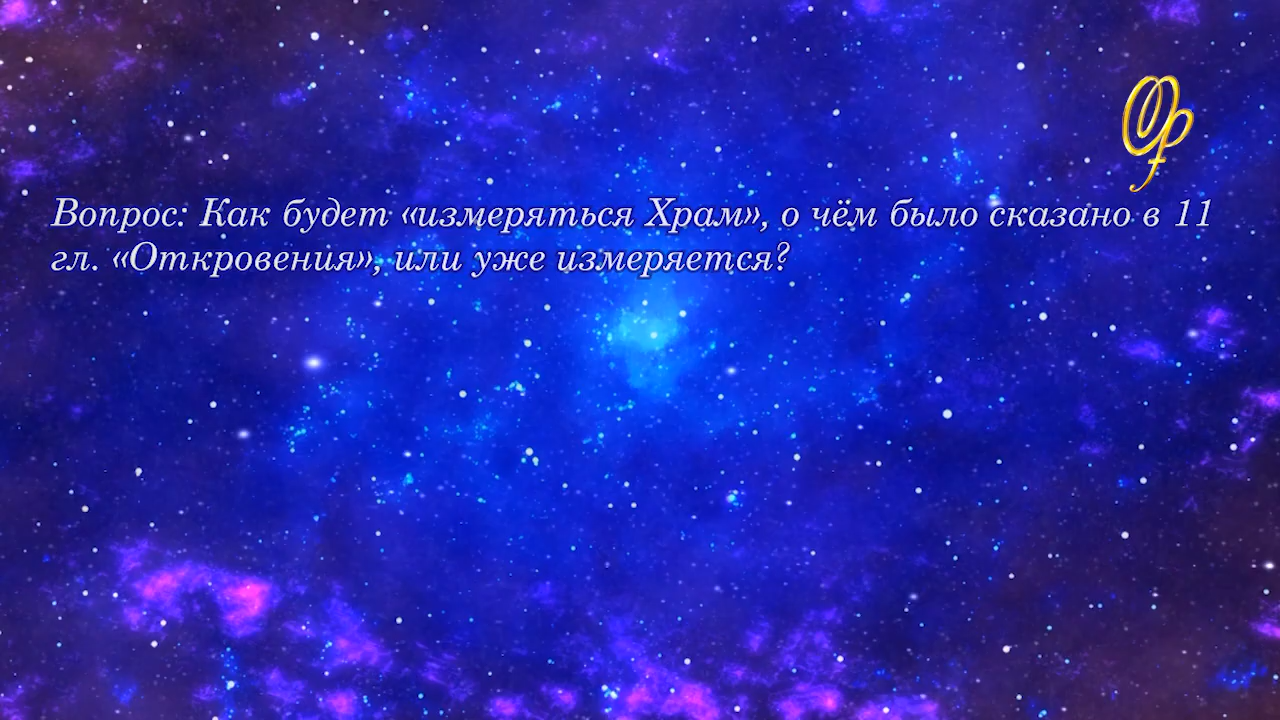 Вопрос: Как будет «измеряться Храм», о чём было сказано в 11
гл. «Откровения», или уже измеряется?